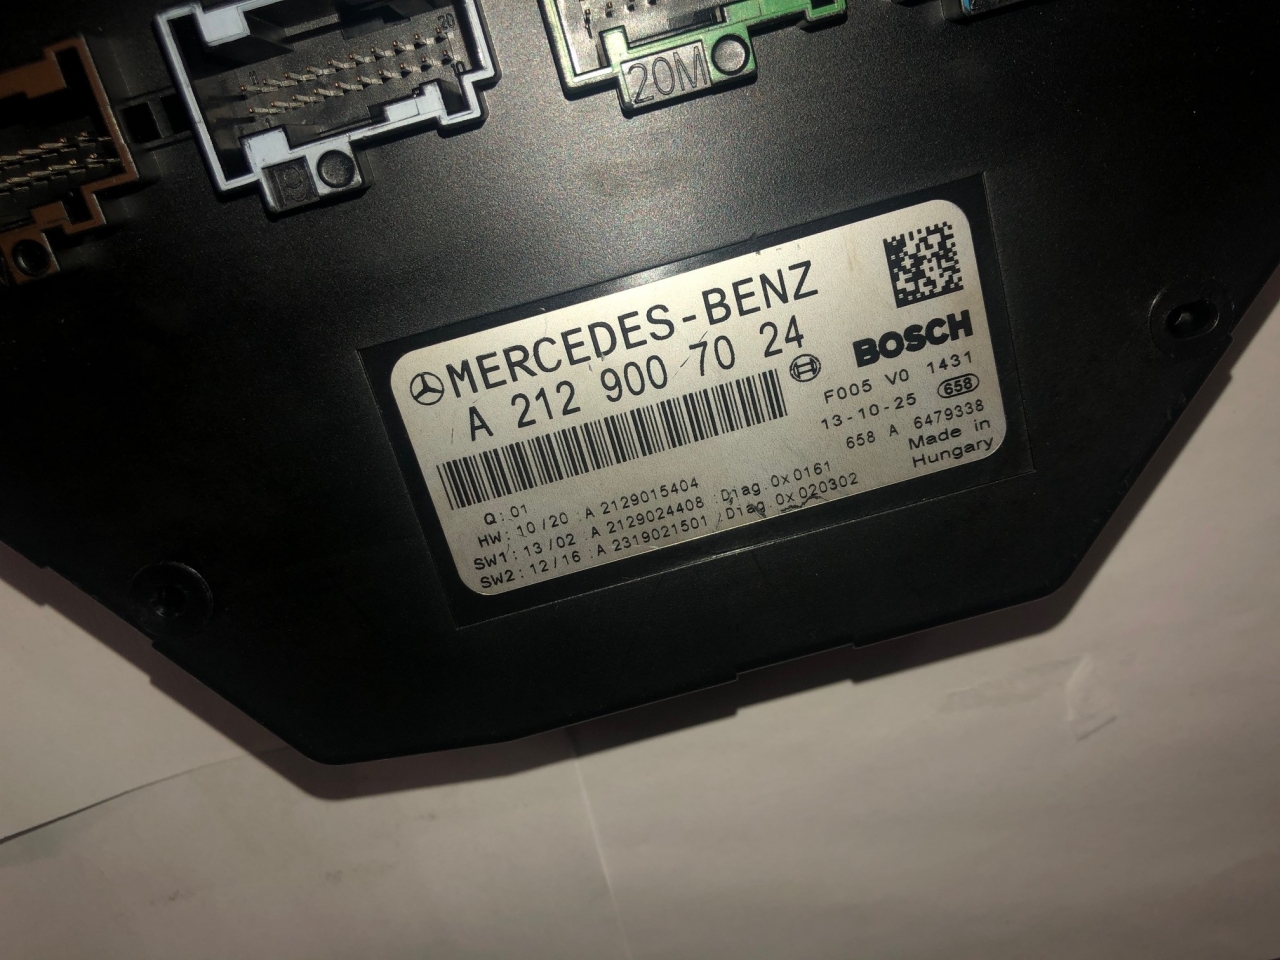 20
20M
MERCEDES-BENZ
A 212 900 70 24
BOSCH
F005 V0 1431
13-10-25 658
658 A 6479338
Made in
Hungary
Q:01
HW:10/20 :A 2129015404
SW1:13/02 :A 2129024408 :Diag.0x0161
SW2:12/16 :A 2319021501 /Diag.0x020302